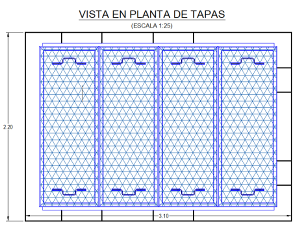 VISTA EN PLANTA DE TAPAS
(ESCALA 1:25)
2.20
3.10